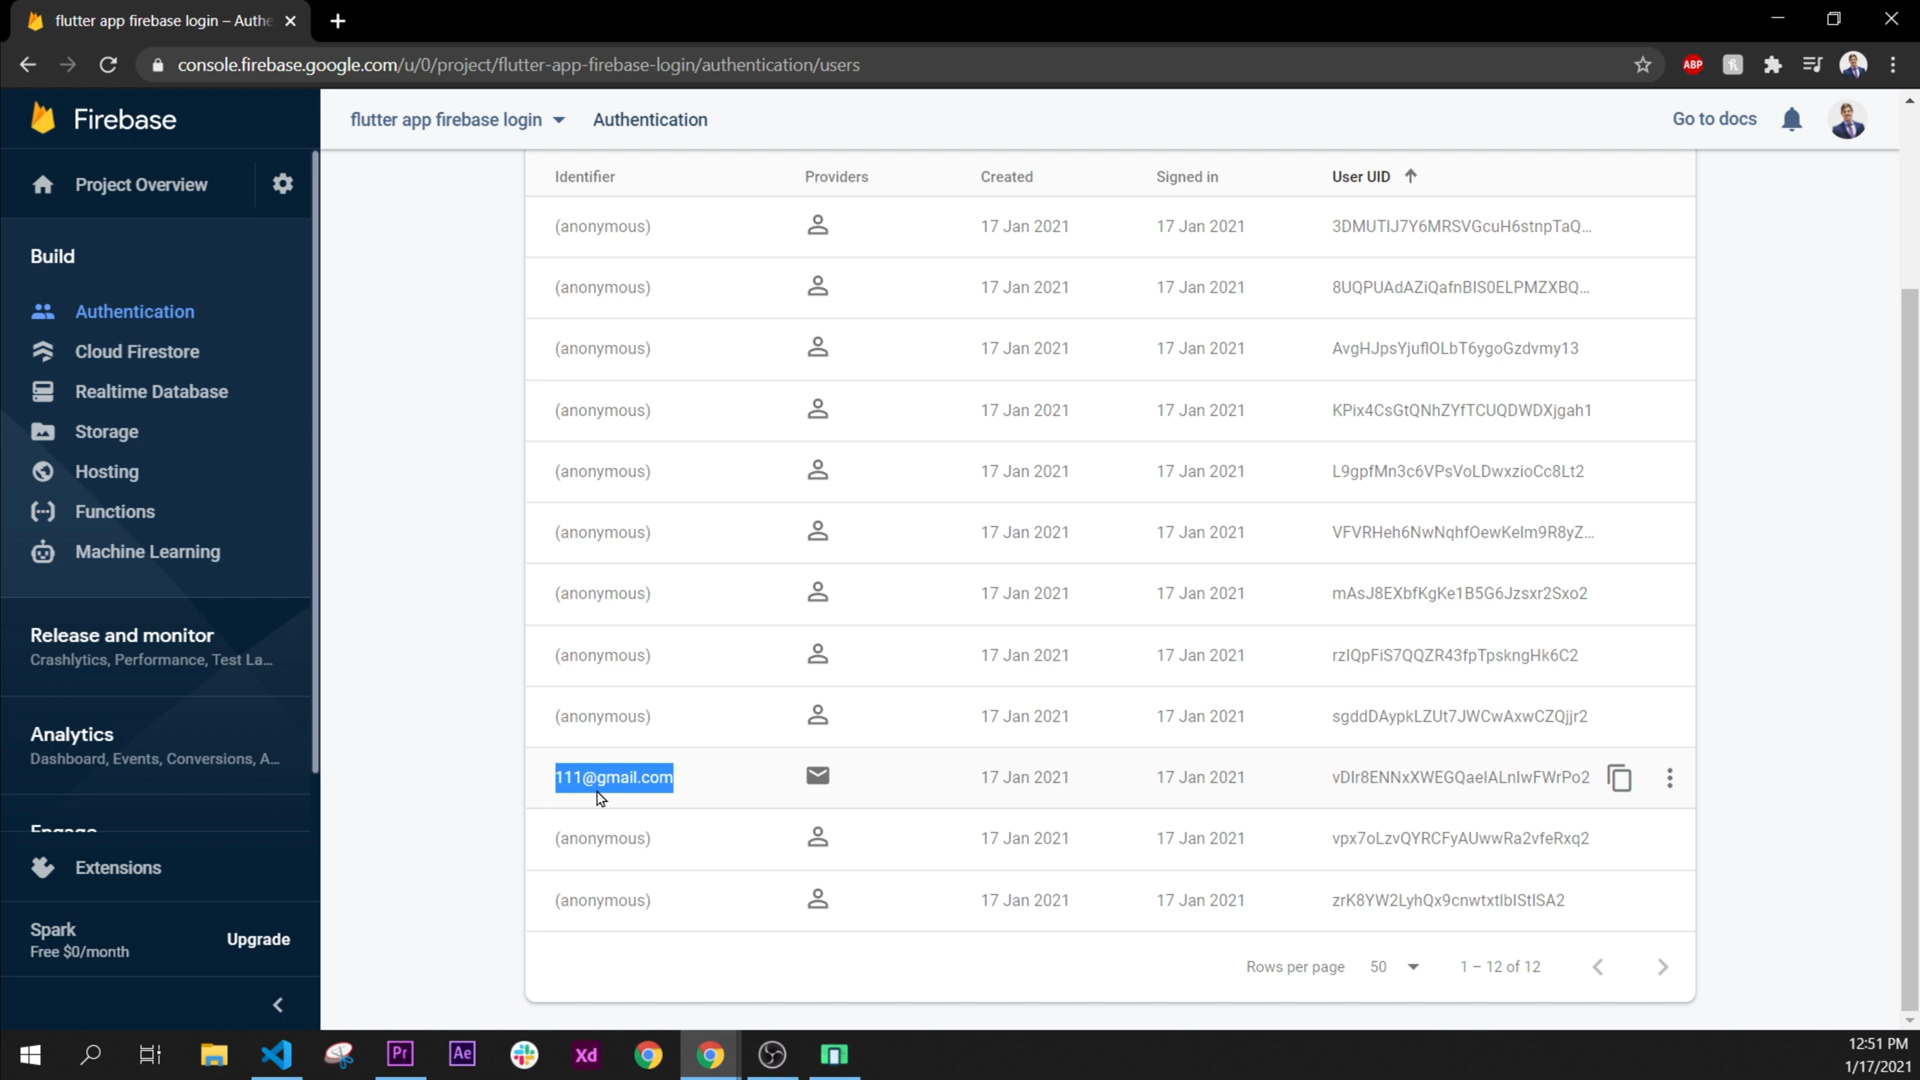 flutter app firebase login – Authe
console.firebase.google.com/u/0/project/flutter-app-firebase-login/authentication/users
ABP
Firebase
flutter app firebase login
Authentication
Go to docs
Project Overview
Build
Authentication
Cloud Firestore
Realtime Database
Storage
Hosting
Functions
Machine Learning
Release and monitor
Crashlytics, Performance, Test La...
Analytics
Dashboard, Events, Conversions, A...
Engage
Extensions
Spark
Free $0/month
Upgrade
Identifier Providers Created Signed in User UID
(anonymous) 17 Jan 2021 17 Jan 2021 3DMUTIJ7Y6MRSVGcuH6stnpTaQ...
(anonymous) 17 Jan 2021 17 Jan 2021 8UQPUAdAZiQafnBIS0ELPMZXBQ...
(anonymous) 17 Jan 2021 17 Jan 2021 AvgHJpsYjuflOLbT6ygoGzdvmy13
(anonymous) 17 Jan 2021 17 Jan 2021 KPix4CsGtQNhZYfTCUQDWDXjgah1
(anonymous) 17 Jan 2021 17 Jan 2021 L9gpfMn3c6VPsVoLDwxzioCc8Lt2
(anonymous) 17 Jan 2021 17 Jan 2021 VFVRHeh6NwNqhfOewKelm9R8yZ...
(anonymous) 17 Jan 2021 17 Jan 2021 mAsJ8EXbfKgKe1B5G6Jzsxr2Sxo2
(anonymous) 17 Jan 2021 17 Jan 2021 rzIQpFiS7QQZR43fpTpskngHk6C2
(anonymous) 17 Jan 2021 17 Jan 2021 sgddDAypkLZUt7JWCwAxwCZQjjr2
111@gmail.com 17 Jan 2021 17 Jan 2021 vDIr8ENNxXWEGQaeIALnIwFWrPo2
(anonymous) 17 Jan 2021 17 Jan 2021 vpx7oLzvQYRCFyAUwwRa2vfeRxq2
(anonymous) 17 Jan 2021 17 Jan 2021 zrK8YW2LyhQx9cnwtxtlbIStISA2
Rows per page 50 1 – 12 of 12
Pr
Ae
Xd
12:51 PM
1/17/2021